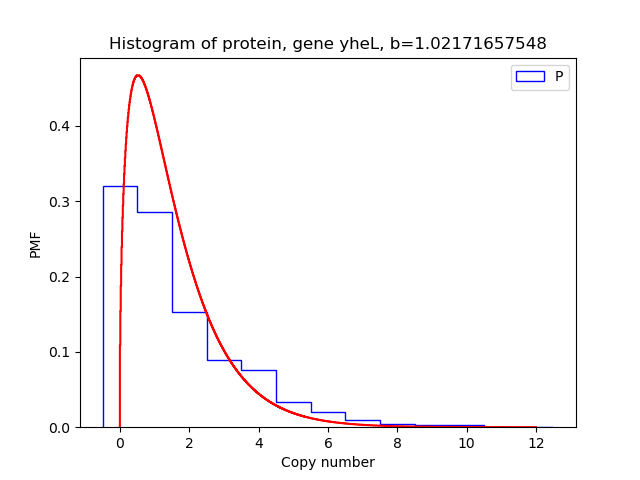 Histogram of protein, gene yheL, b=1.02171657548
P
PMF
0.4
0.3
0.2
0.1
0.0
0 2 4 6 8 10 12
Copy number